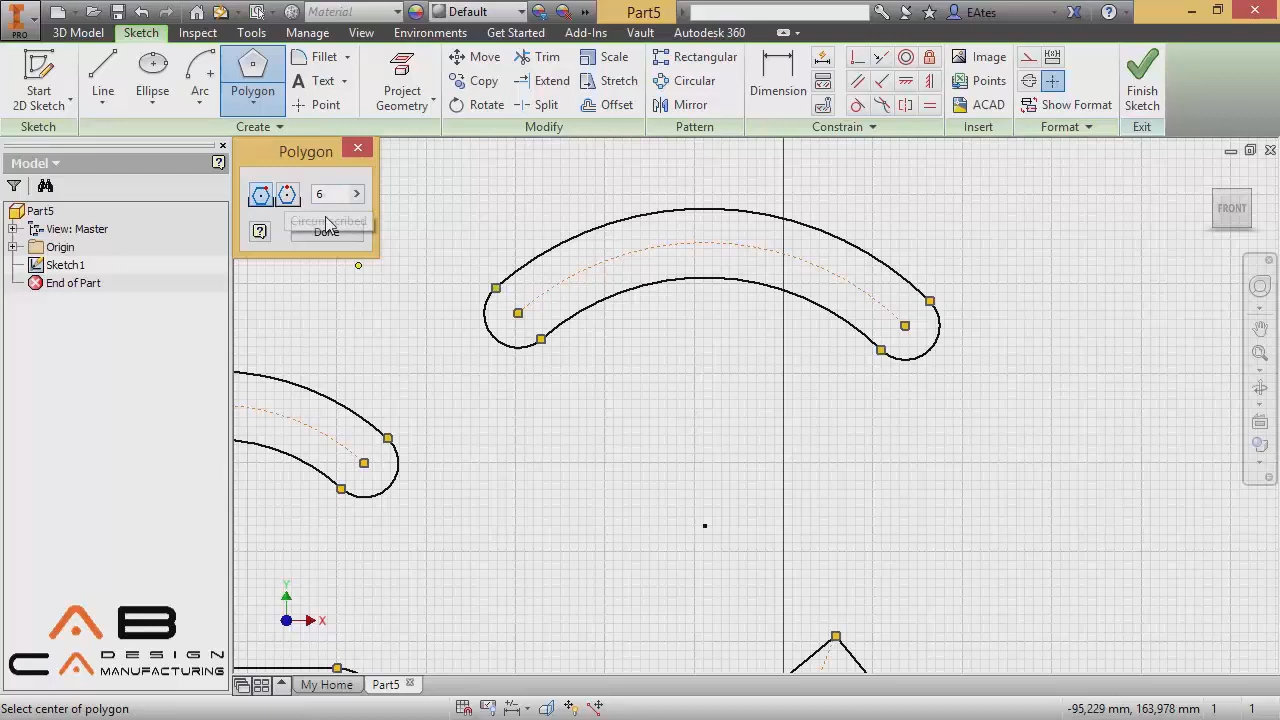 PRO
Material
Default
Part5
EAtes
3D Model
Sketch
Inspect
Tools
Manage
View
Environments
Get Started
Add-Ins
Vault
Autodesk 360
Start
2D Sketch
Line
Ellipse
Arc
Polygon
Fillet
Text
Point
Project
Geometry
Move
Copy
Rotate
Trim
Extend
Split
Scale
Stretch
Offset
Rectangular
Circular
Mirror
Dimension
Image
Points
ACAD
Show Format
Finish
Sketch
Sketch
Create
Modify
Pattern
Constrain
Insert
Format
Exit
Model
Part5
View: Master
Origin
Sketch1
End of Part
Polygon
6
Circumscribed
Done
FRONT
Y
X
AB
DESIGN
CA
MANUFACTURING
My Home
Part5
Select center of polygon
-95,229 mm, 163,978 mm
1
1